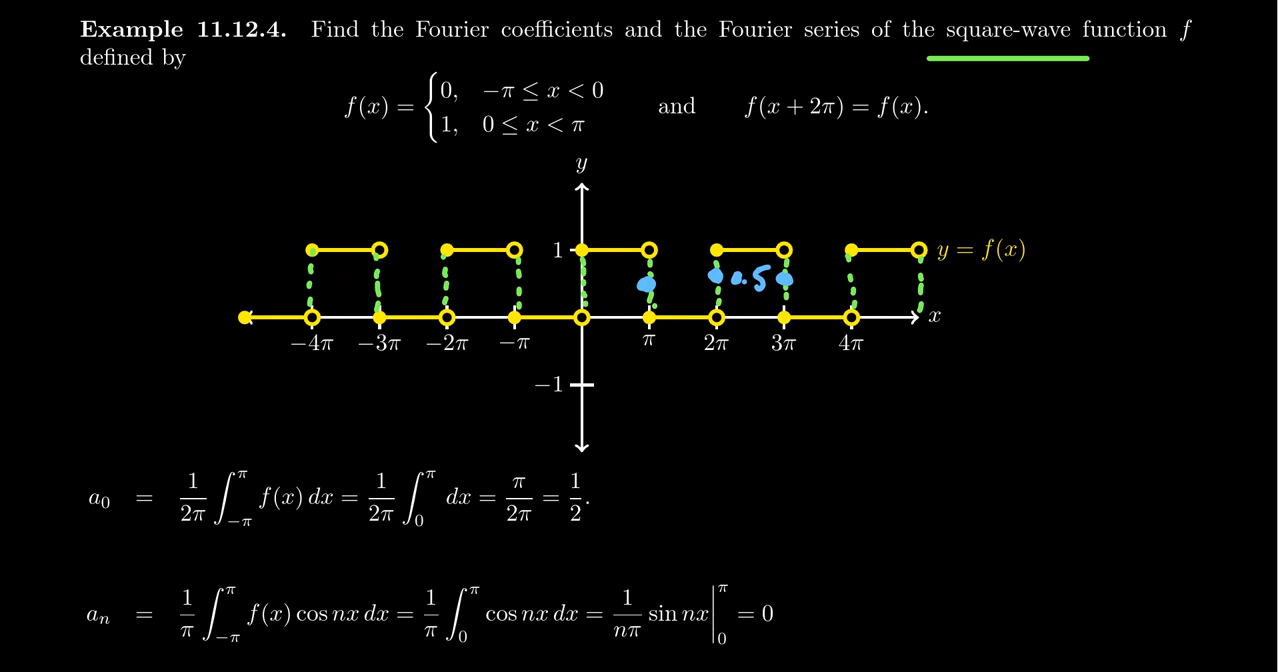 Example 11.12.4. Find the Fourier coefficients and the Fourier series of the square-wave function f
defined by
f(x) = { 0, −π ≤ x < 0
1, 0 ≤ x < π
and f(x + 2π) = f(x).
y
1
y = f(x)
0.5
x
−4π −3π −2π −π π 2π 3π 4π
−1
a₀ = 1/2π ∫_{−π}^{π} f(x) dx = 1/2π ∫_0^π dx = π/2π = 1/2.
aₙ = 1/π ∫_{−π}^{π} f(x) cos nx dx = 1/π ∫_0^π cos nx dx = 1/nπ sin nx |_0^π = 0